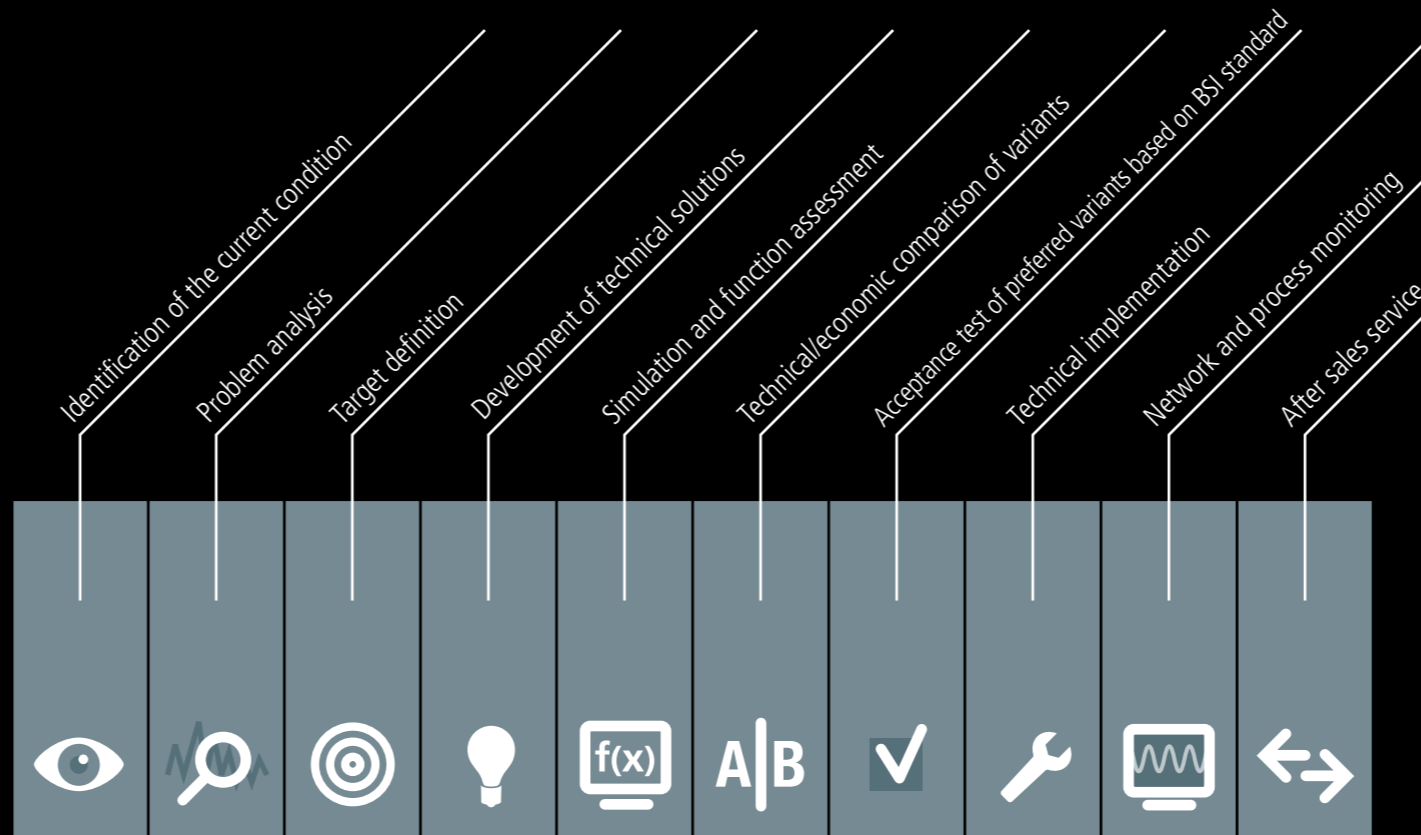 Identification of the current condition
Problem analysis
Target definition
Development of technical solutions
Simulation and function assessment
Technical/economic comparison of variants
Acceptance test of preferred variants based on BSI standard
Technical implementation
Network and process monitoring
After sales service
f(x)
A|B